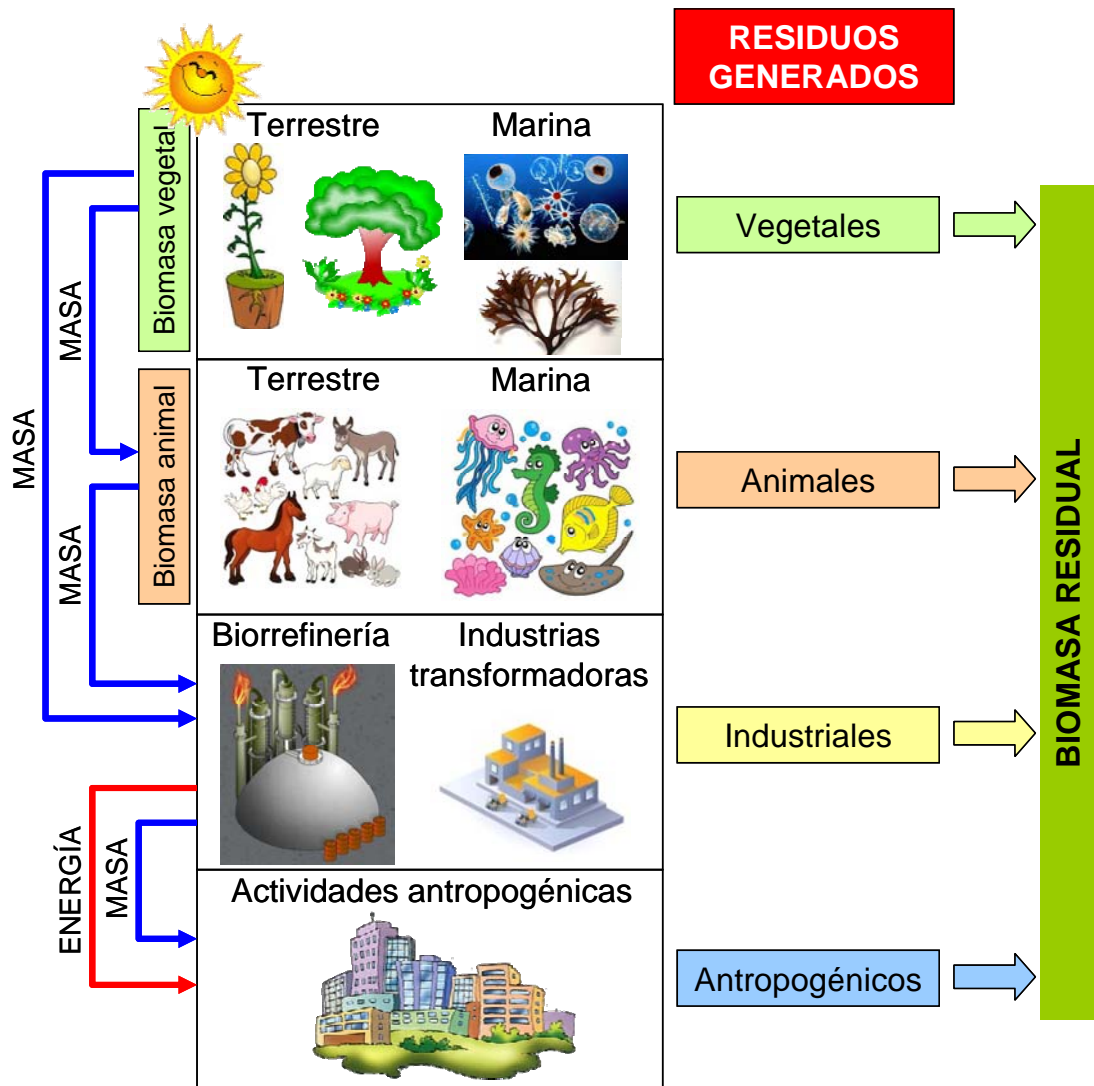 RESIDUOS
GENERADOS
Terrestre
Marina
Biomasa vegetal
Vegetales
MASA
MASA
Terrestre
Marina
Biomasa animal
Animales
MASA
BIOMASA RESIDUAL
Biorrefinería
Industrias
transformadoras
Industriales
ENERGÍA
MASA
Actividades antropogénicas
Antropogénicos